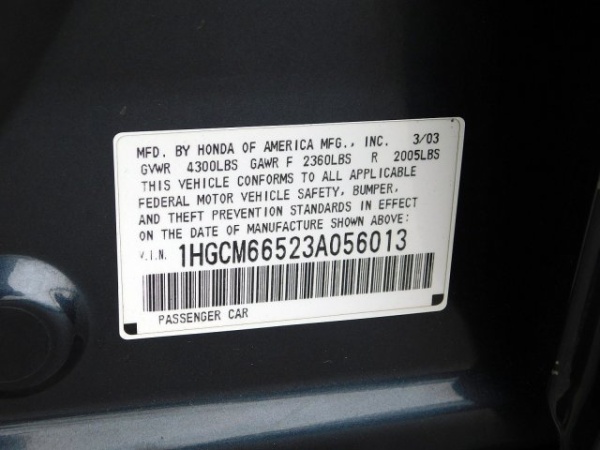 MFD. BY HONDA OF AMERICA MFG., INC. 3/03
GVWR 4300LBS GAWR F 2360LBS R 2005LBS
THIS VEHICLE CONFORMS TO ALL APPLICABLE
FEDERAL MOTOR VEHICLE SAFETY, BUMPER,
AND THEFT PREVENTION STANDARDS IN EFFECT
ON THE DATE OF MANUFACTURE SHOWN ABOVE:
V.I.N. 1HGCM66523A056013
PASSENGER CAR